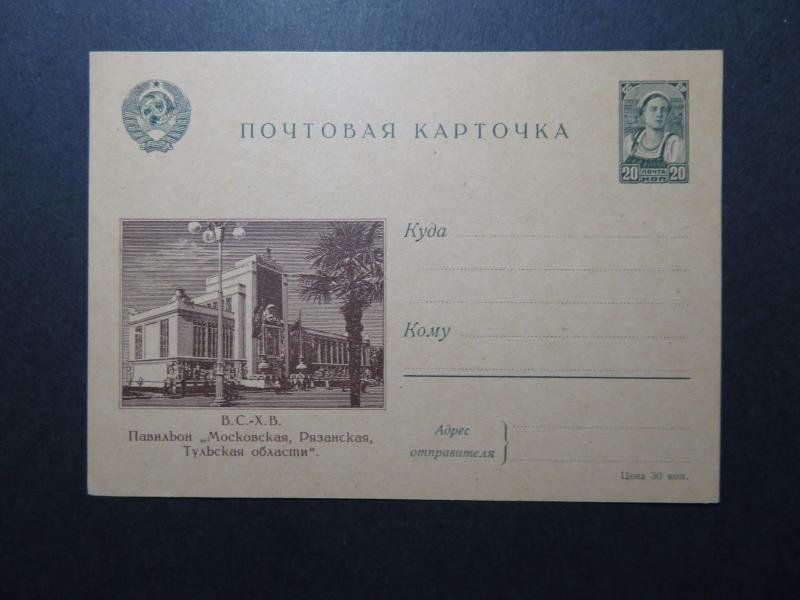 ПОЧТОВАЯ КАРТОЧКА
20 ПОЧТА 20
КОП
Куда
Кому
В.С.-Х.В.
Павильон „Московская, Рязанская,
Тульская области“.
Адрес
отправителя
Цена 30 коп.